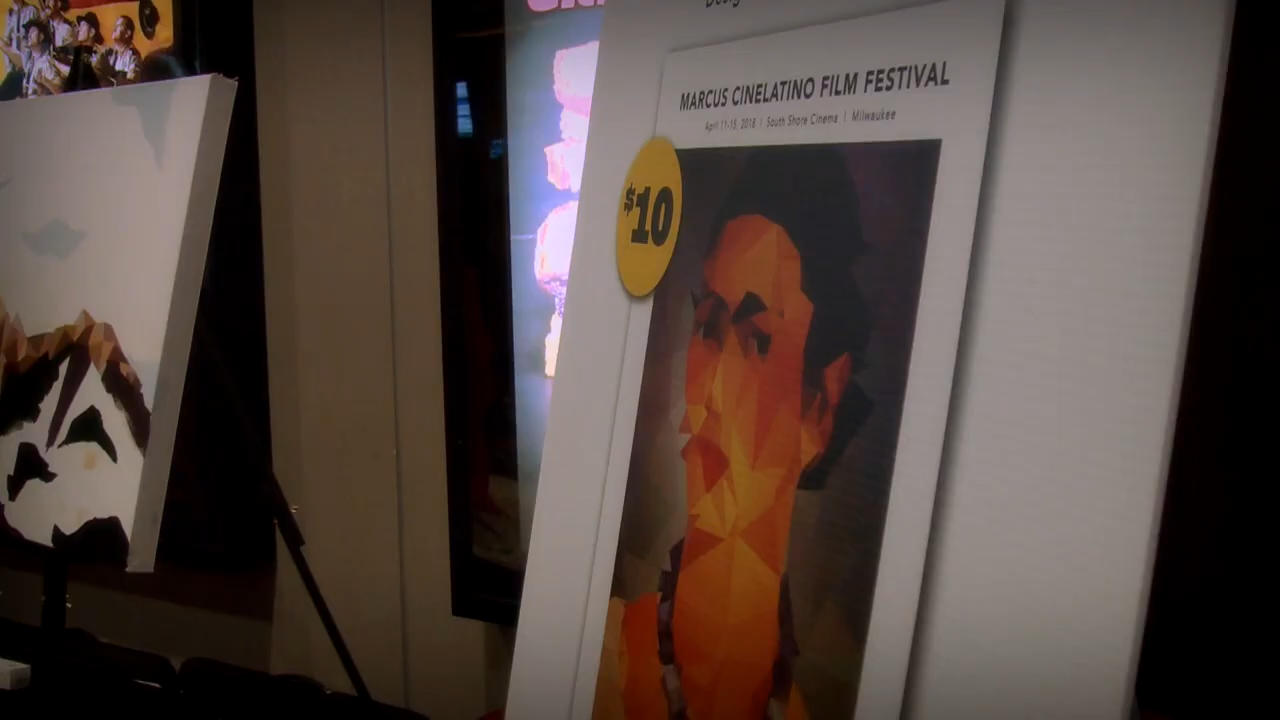 MARCUS CINELATINO FILM FESTIVAL
April 11-15, 2018 | South Shore Cinema | Milwaukee
$10